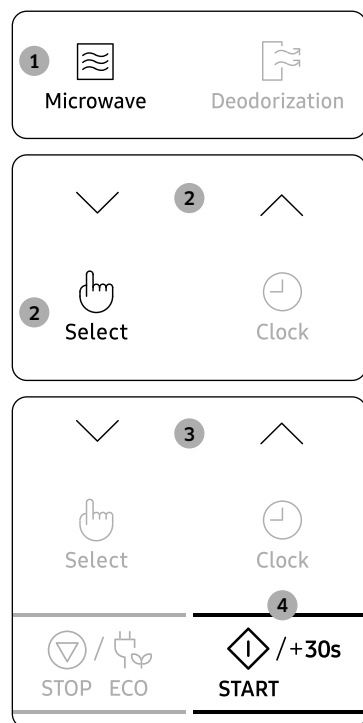 1
Microwave Deodorization
2
2
Select Clock
3
Select Clock
4
/ /+30s
STOP ECO START